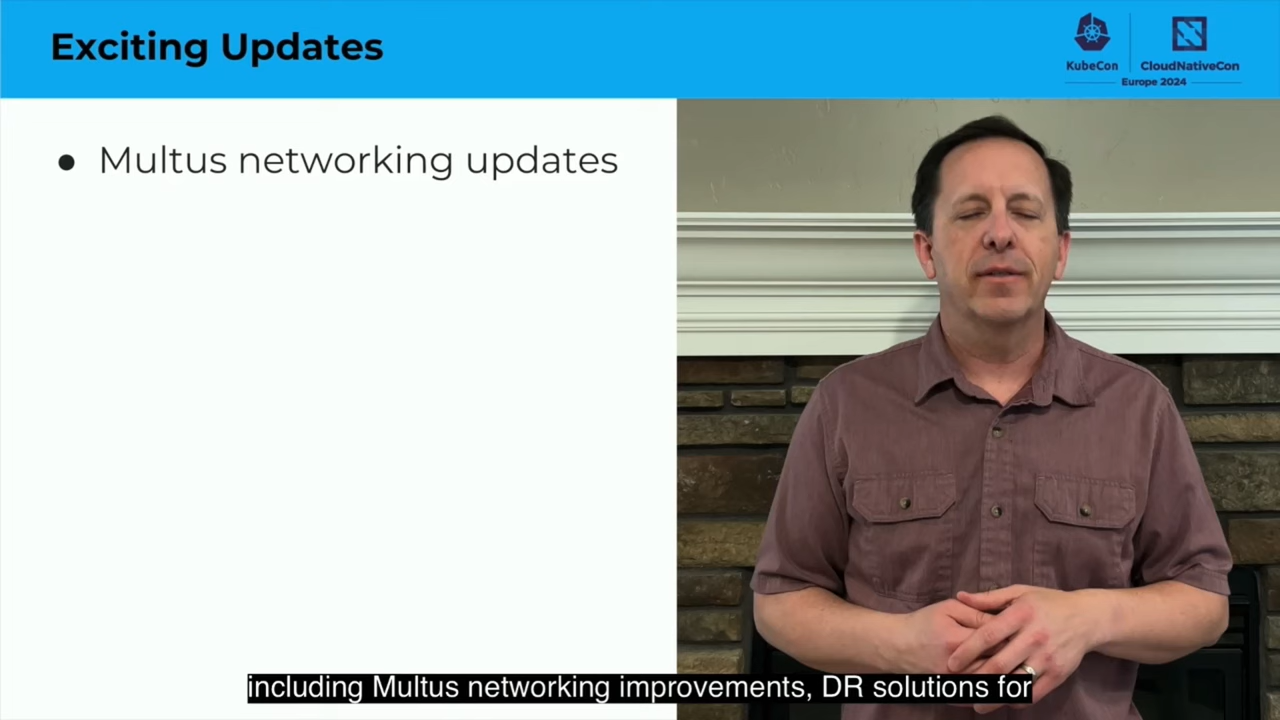 Exciting Updates
KubeCon
CloudNativeCon
Europe 2024
● Multus networking updates
including Multus networking improvements, DR solutions for